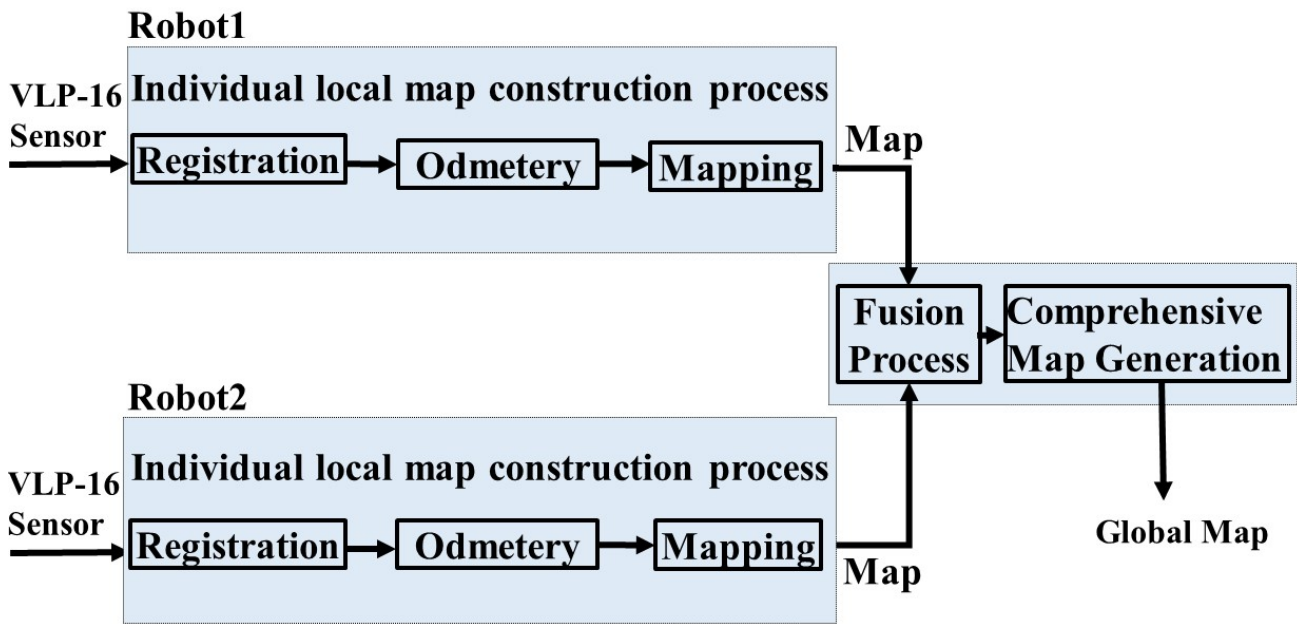 Robot1
VLP-16
Sensor
Individual local map construction process
Registration
Odmetery
Mapping
Map
Fusion
Process
Comprehensive
Map Generation
Robot2
VLP-16
Sensor
Individual local map construction process
Registration
Odmetery
Mapping
Map
Global Map